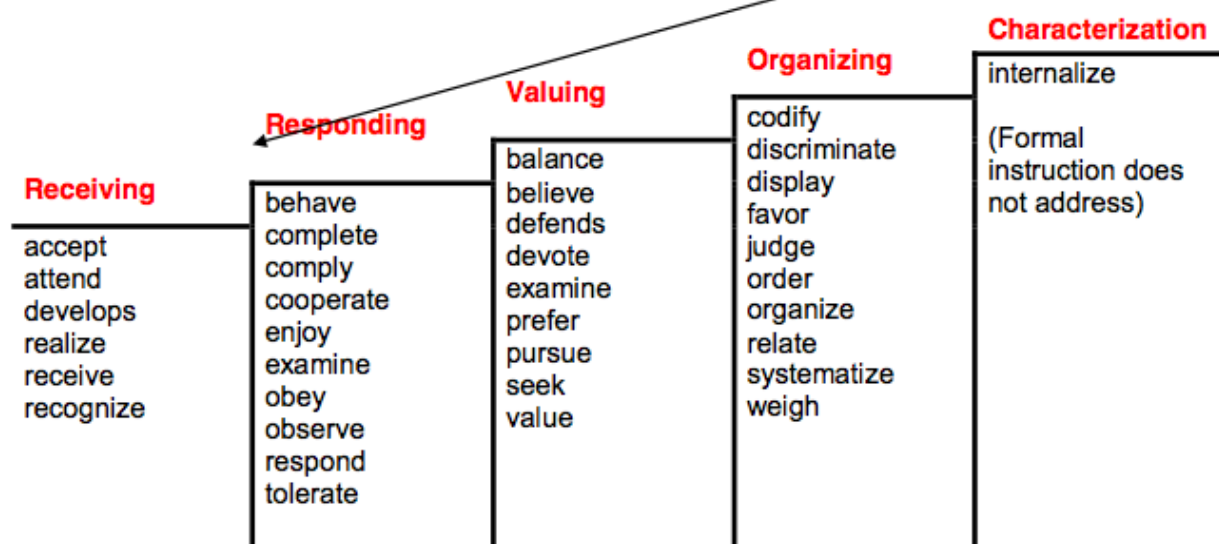 Receiving
accept
attend
develops
realize
receive
recognize
Responding
behave
complete
comply
cooperate
enjoy
examine
obey
observe
respond
tolerate
Valuing
balance
believe
defends
devote
examine
prefer
pursue
seek
value
Organizing
codify
discriminate
display
favor
judge
order
organize
relate
systematize
weigh
Characterization
internalize
(Formal
instruction does
not address)